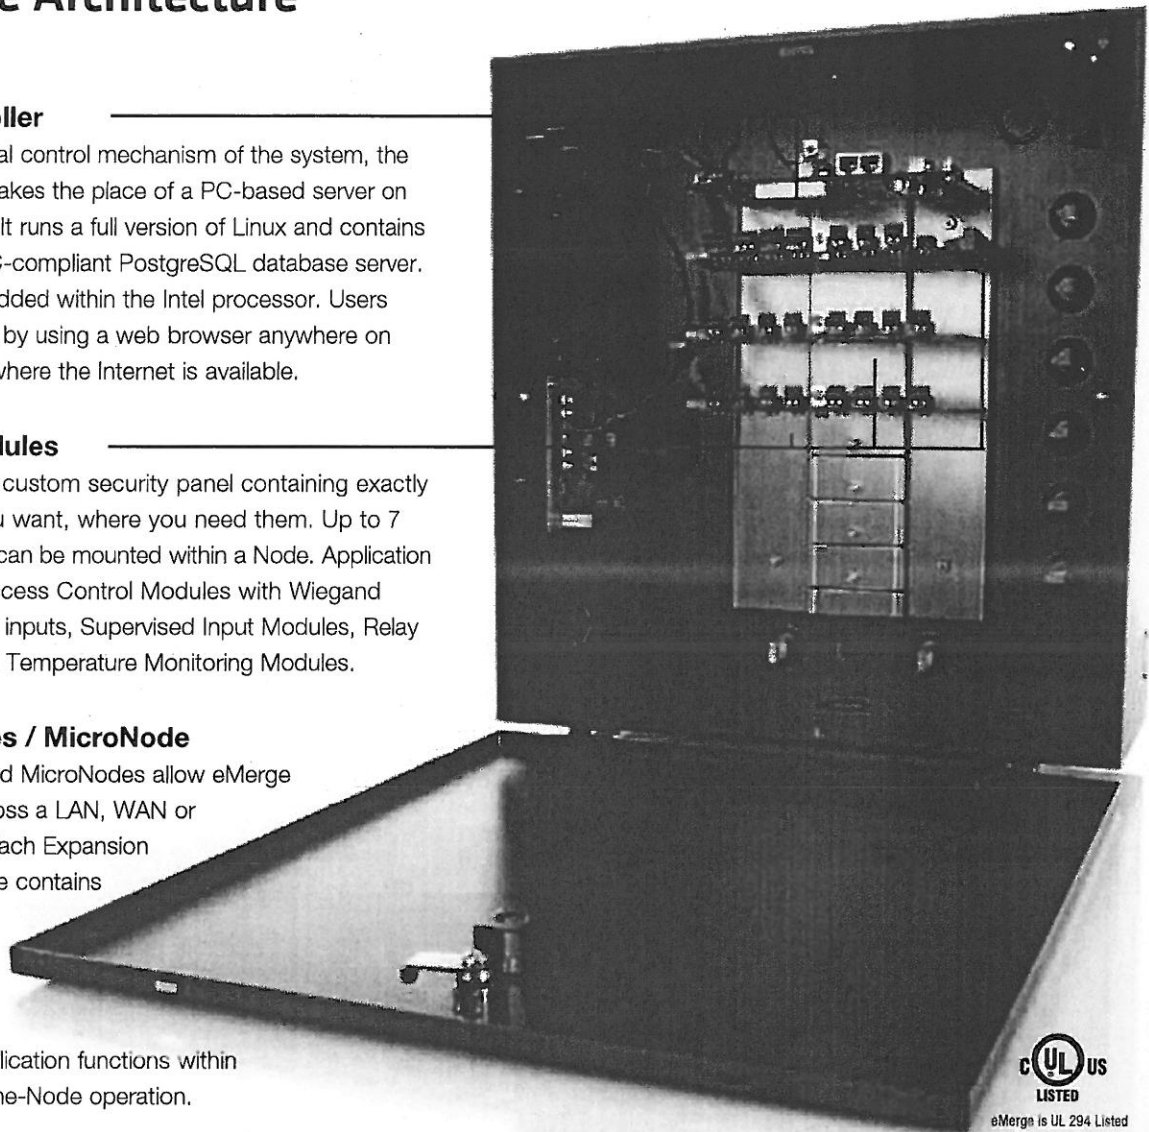 c Architecture
ller
al control mechanism of the system, the
akes the place of a PC-based server on
It runs a full version of Linux and contains
C-compliant PostgreSQL database server.
dded within the Intel processor. Users
by using a web browser anywhere on
where the Internet is available.
dules
custom security panel containing exactly
u want, where you need them. Up to 7
can be mounted within a Node. Application
cess Control Modules with Wiegand
inputs, Supervised Input Modules, Relay
Temperature Monitoring Modules.
es / MicroNode
d MicroNodes allow eMerge
oss a LAN, WAN or
ach Expansion
e contains
lication functions within
ne-Node operation.
C UL US
LISTED
eMerge is UL 294 Listed